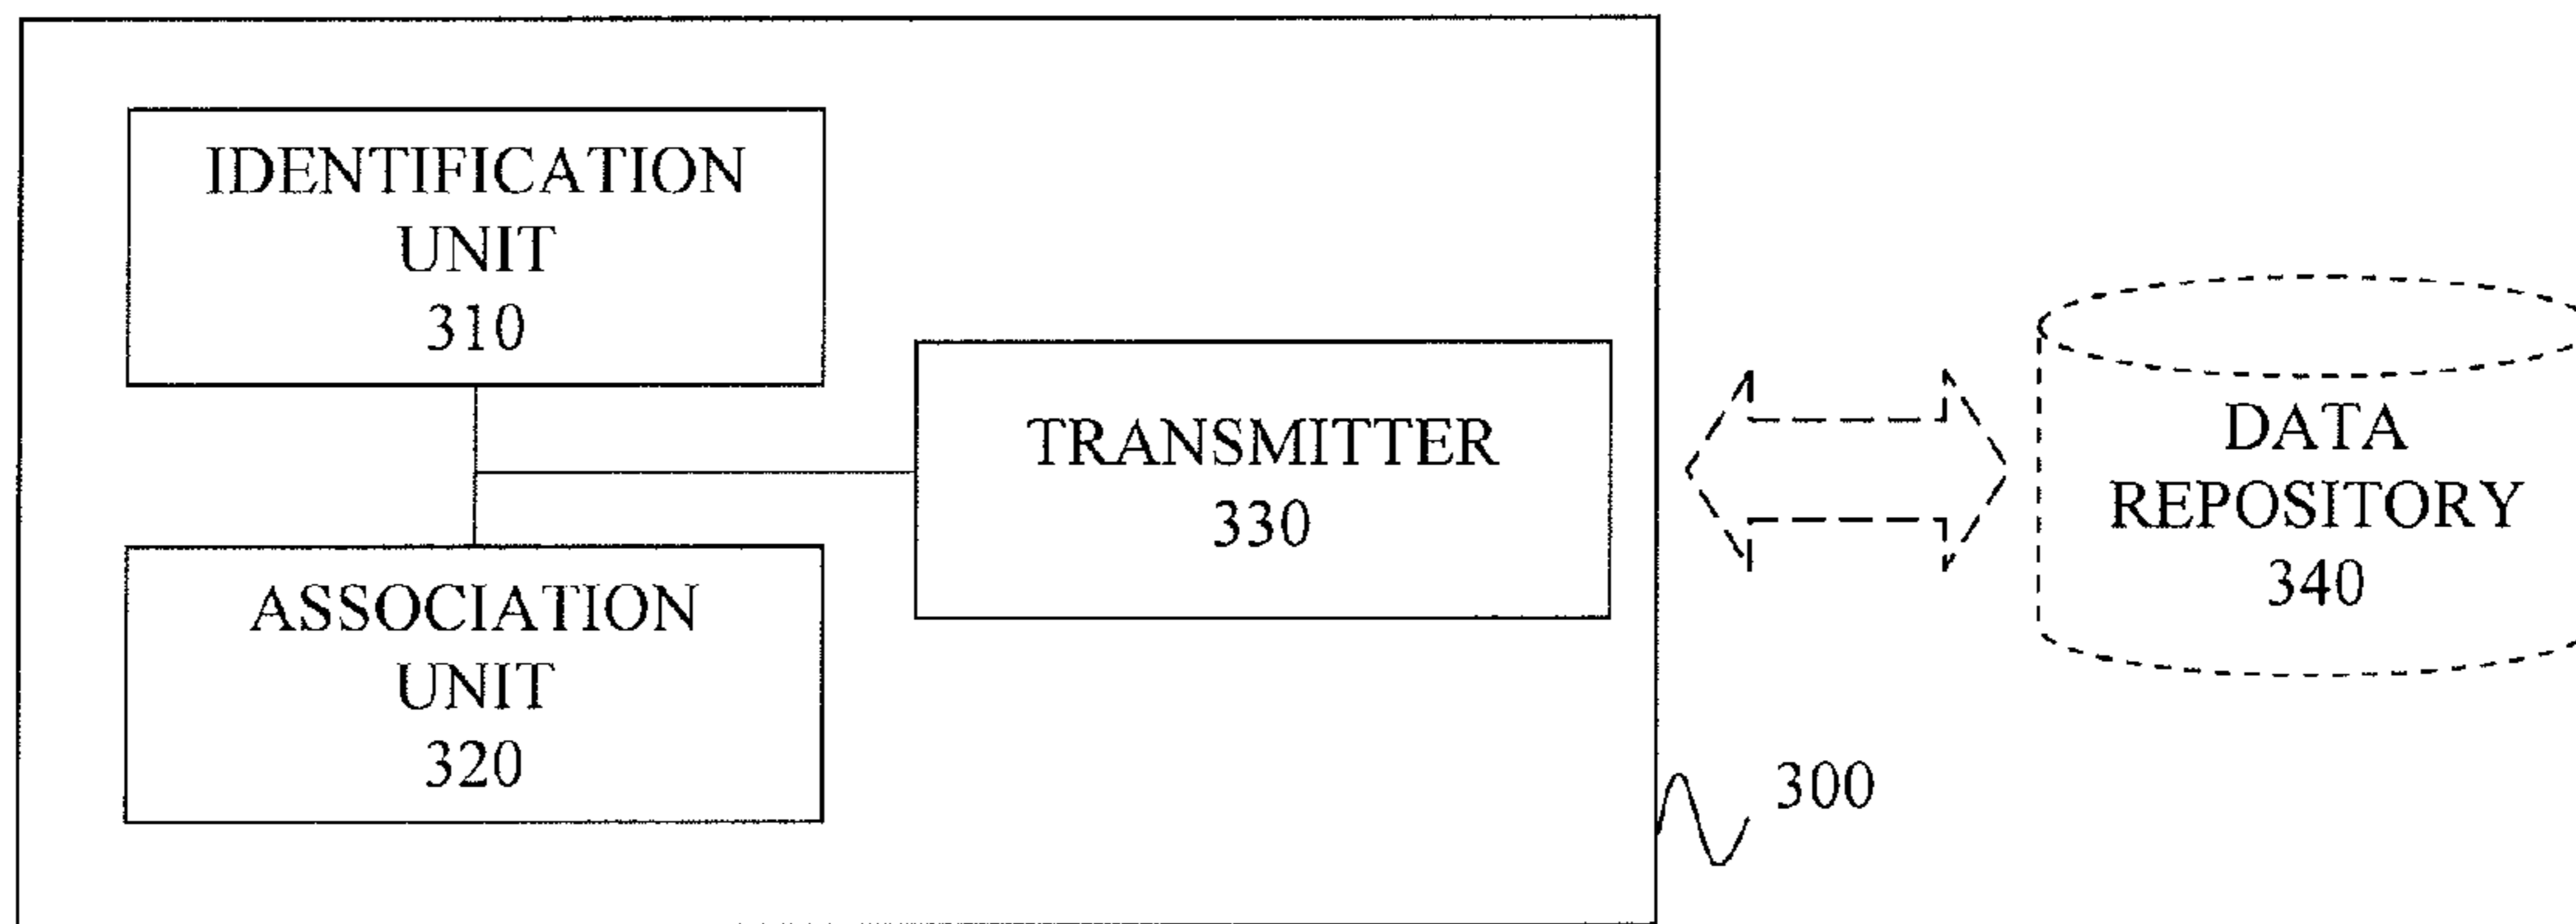 IDENTIFICATION
UNIT
310
TRANSMITTER
330
ASSOCIATION
UNIT
320
DATA
REPOSITORY
340
300